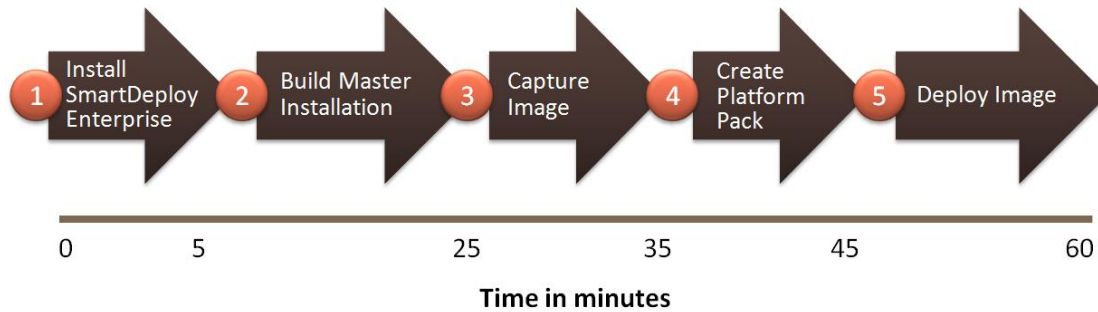 1
Install
SmartDeploy
Enterprise
2
Build Master
Installation
3
Capture
Image
4
Create
Platform
Pack
5
Deploy Image
0 5 25 35 45 60
Time in minutes